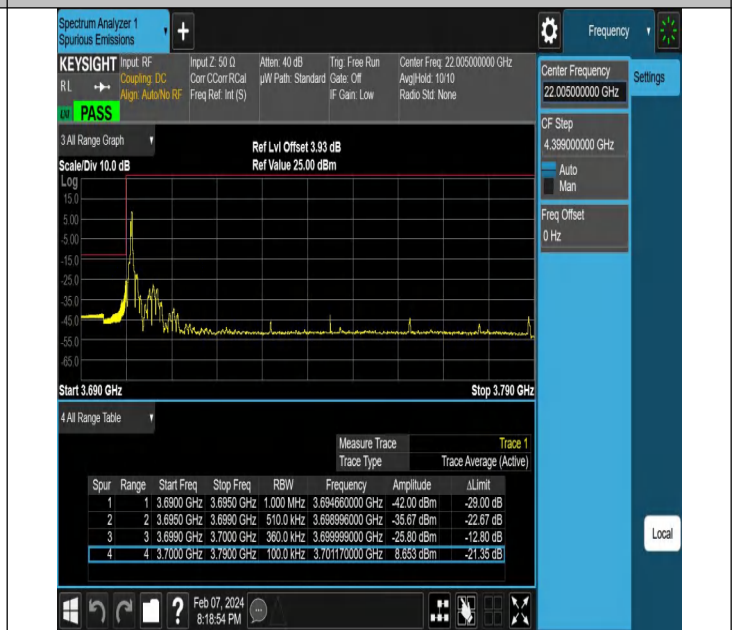 Spectrum Analyzer 1
Spurious Emissions
+
Frequency
KEYSIGHT Input: RF Input Z: 50 Ω Atten: 40 dB Trig: Free Run Center Freq: 22.005000000 GHz
RL Coupling: DC Corr CCorr RCal µW Path: Standard Gate: Off Avg|Hold: 10/10
Align: Auto/No RF Freq Ref: Int (S) IF Gain: Low Radio Std: None
PASS
Center Frequency
22.005000000 GHz
Settings
CF Step
4.399000000 GHz
Auto
Man
Freq Offset
0 Hz
3 All Range Graph
Ref Lvl Offset 3.93 dB
Scale/Div 10.0 dB Ref Value 25.00 dBm
Log
15.0
5.00
-5.00
-15.0
-25.0
-35.0
-45.0
-55.0
-65.0
Start 3.690 GHz Stop 3.790 GHz
4 All Range Table
Measure Trace Trace 1
Trace Type Trace Average (Active)
Spur Range Start Freq Stop Freq RBW Frequency Amplitude ΔLimit
1 1 3.6900 GHz 3.6950 GHz 1.000 MHz 3.694660000 GHz -42.00 dBm -29.00 dB
2 2 3.6950 GHz 3.6990 GHz 510.0 kHz 3.698996000 GHz -35.67 dBm -22.67 dB
3 3 3.6990 GHz 3.7000 GHz 360.0 kHz 3.699999000 GHz -25.80 dBm -12.80 dB
4 4 3.7000 GHz 3.7900 GHz 100.0 kHz 3.701170000 GHz 8.653 dBm -21.35 dB
Local
? Feb 07, 2024
8:18:54 PM